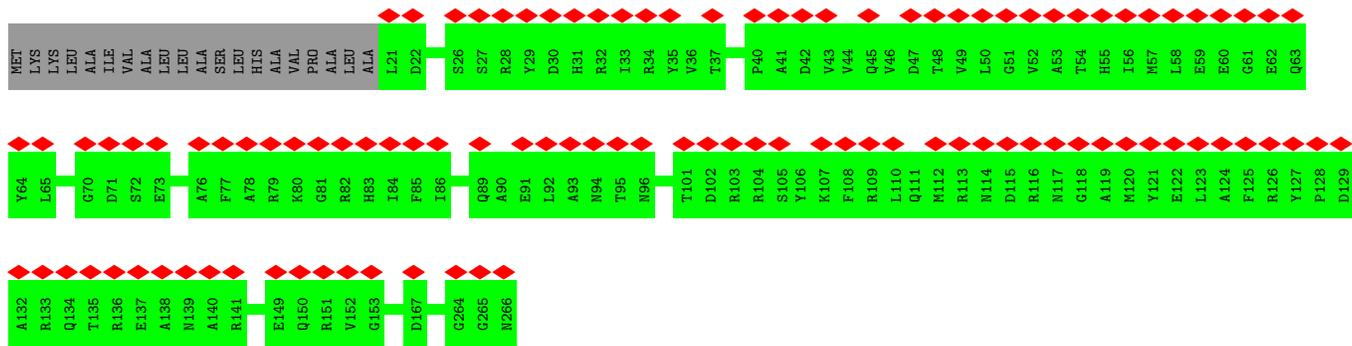 MET LYS LYS LEU ALA ILE VAL ALA LEU LEU ALA SER LEU HIS ALA VAL PRO ALA LEU ALA L21 D22 S26 S27 R28 Y29 D30 H31 R32 I33 R34 Y35 V36 T37 P40 A41 D42 V43 V44 Q45 V46 D47 T48 V49 L50 G51 V52 A53 T54 H55 I56 M57 L58 E59 E60 G61 E62 Q63
Y64 L65 G70 D71 S72 E73 A76 F77 A78 R79 K80 G81 R82 H83 I84 F85 I86 Q89 A90 E91 L92 A93 N94 T95 N96 T101 D102 R103 R104 S105 Y106 K107 F108 R109 L110 Q111 M112 R113 N114 D115 R116 N117 G118 A119 M120 Y121 E122 L123 A124 F125 R126 Y127 P128 D129
A132 R133 Q134 T135 R136 E137 A138 N139 A140 R141 E149 Q150 R151 V152 G153 D167 G264 G265 N266